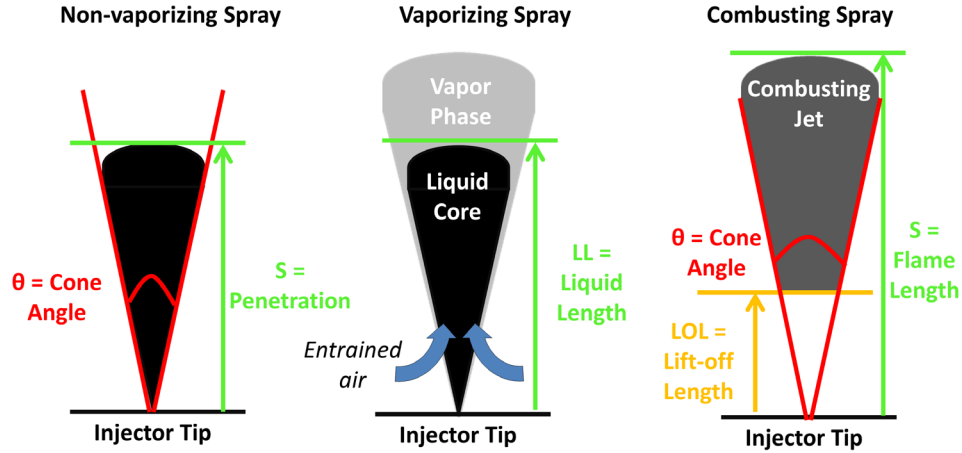 Non-vaporizing Spray
θ = Cone
Angle
S =
Penetration
Injector Tip
Vaporizing Spray
Vapor
Phase
Liquid
Core
LL =
Liquid
Length
Entrained
air
Injector Tip
Combusting Spray
Combusting
Jet
θ = Cone
Angle
S =
Flame
Length
LOL =
Lift-off
Length
Injector Tip